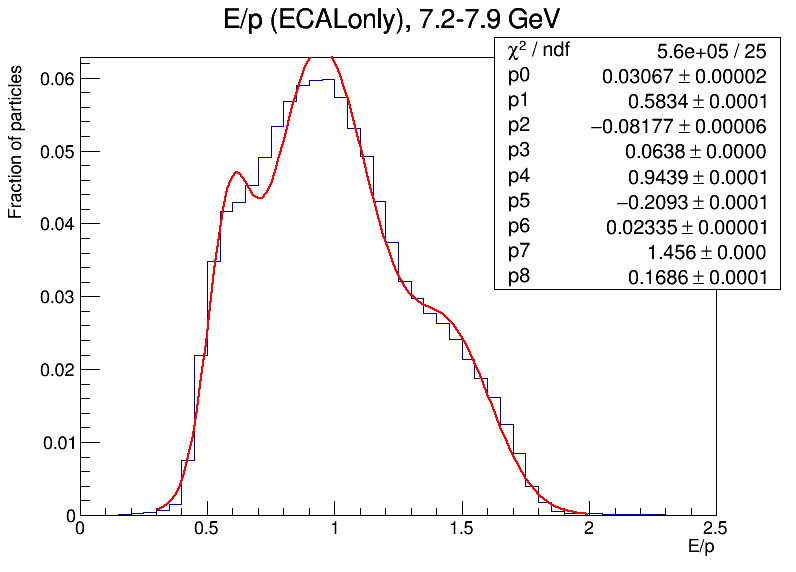 E/p (ECALonly), 7.2-7.9 GeV
χ² / ndf 5.6e+05 / 25
p0 0.03067 ± 0.00002
p1 0.5834 ± 0.0001
p2 −0.08177 ± 0.00006
p3 0.0638 ± 0.0000
p4 0.9439 ± 0.0001
p5 −0.2093 ± 0.0001
p6 0.02335 ± 0.00001
p7 1.456 ± 0.000
p8 0.1686 ± 0.0001
Fraction of particles
0.06
0.05
0.04
0.03
0.02
0.01
0
0 0.5 1 1.5 2 2.5
E/p